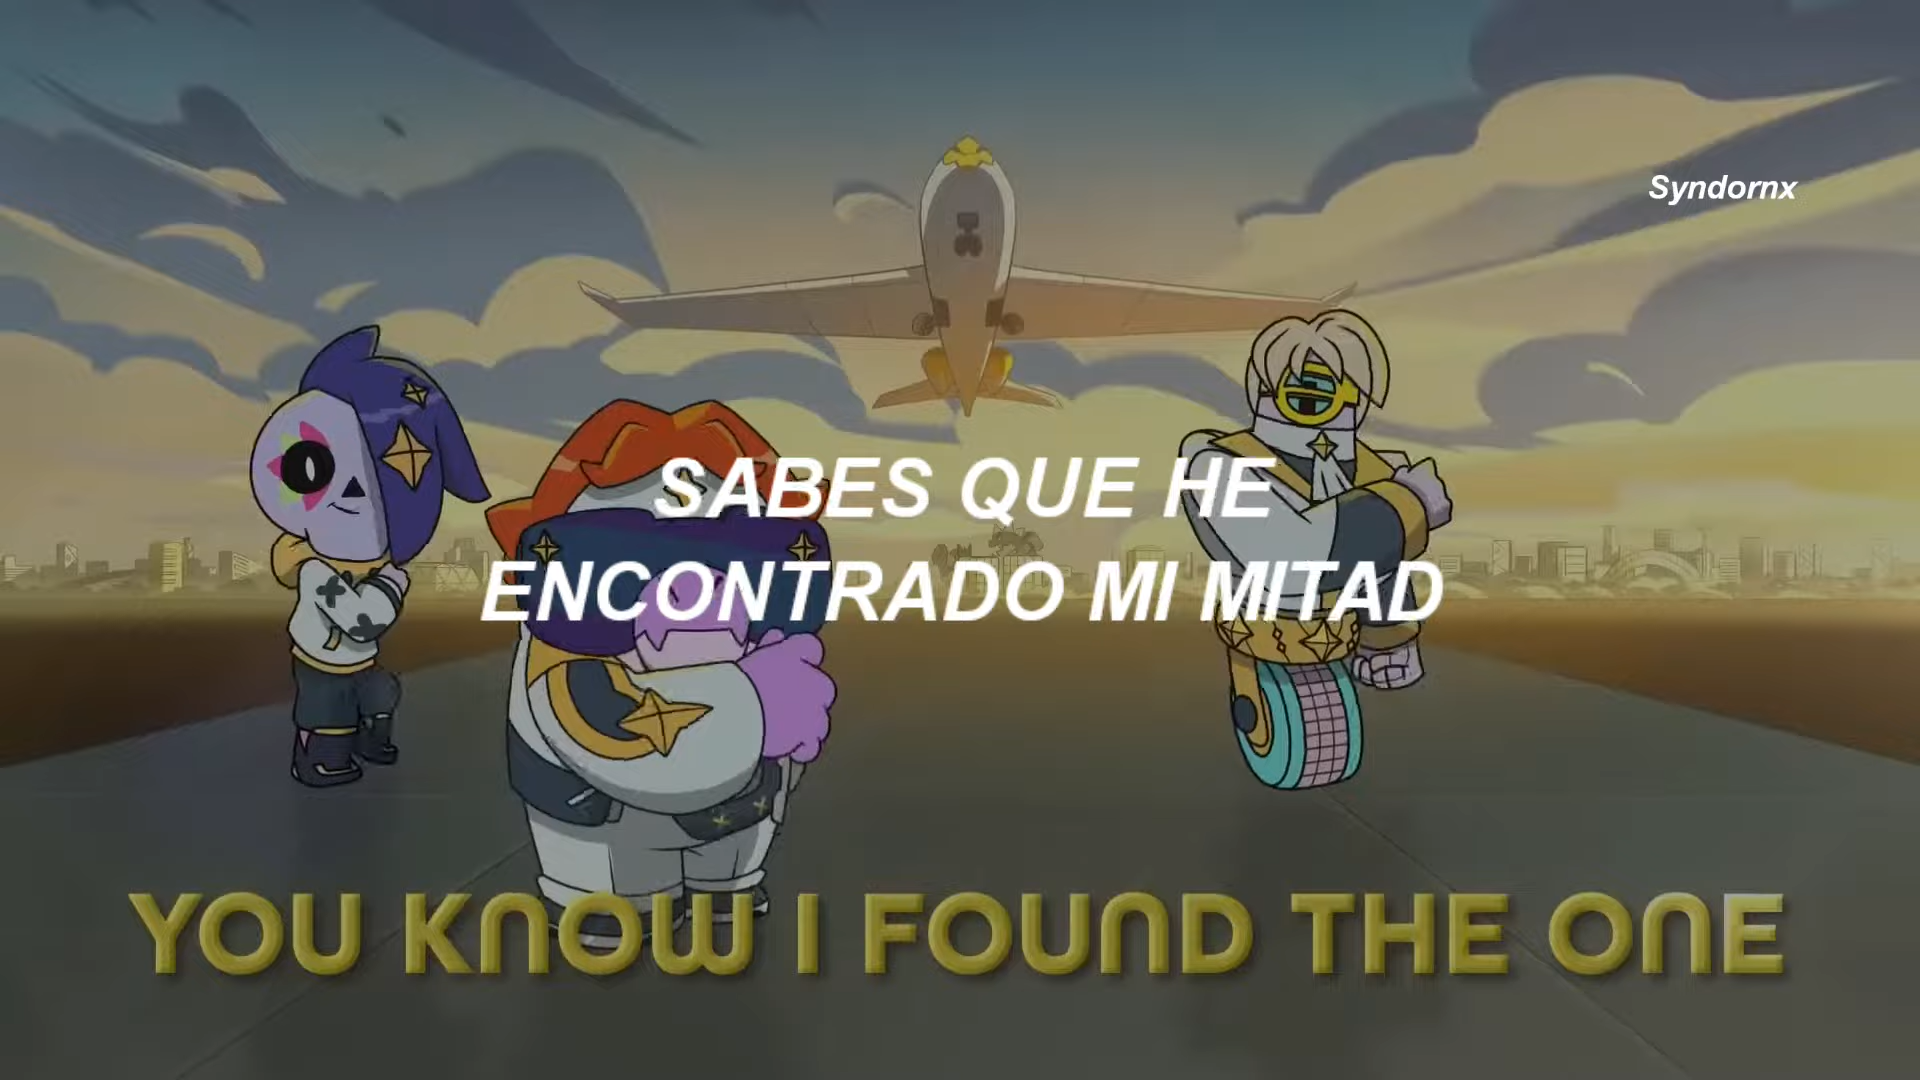 Syndornx
SABES QUE HE
ENCONTRADO MI MITAD
YOU KNOW I FOUND THE ONE